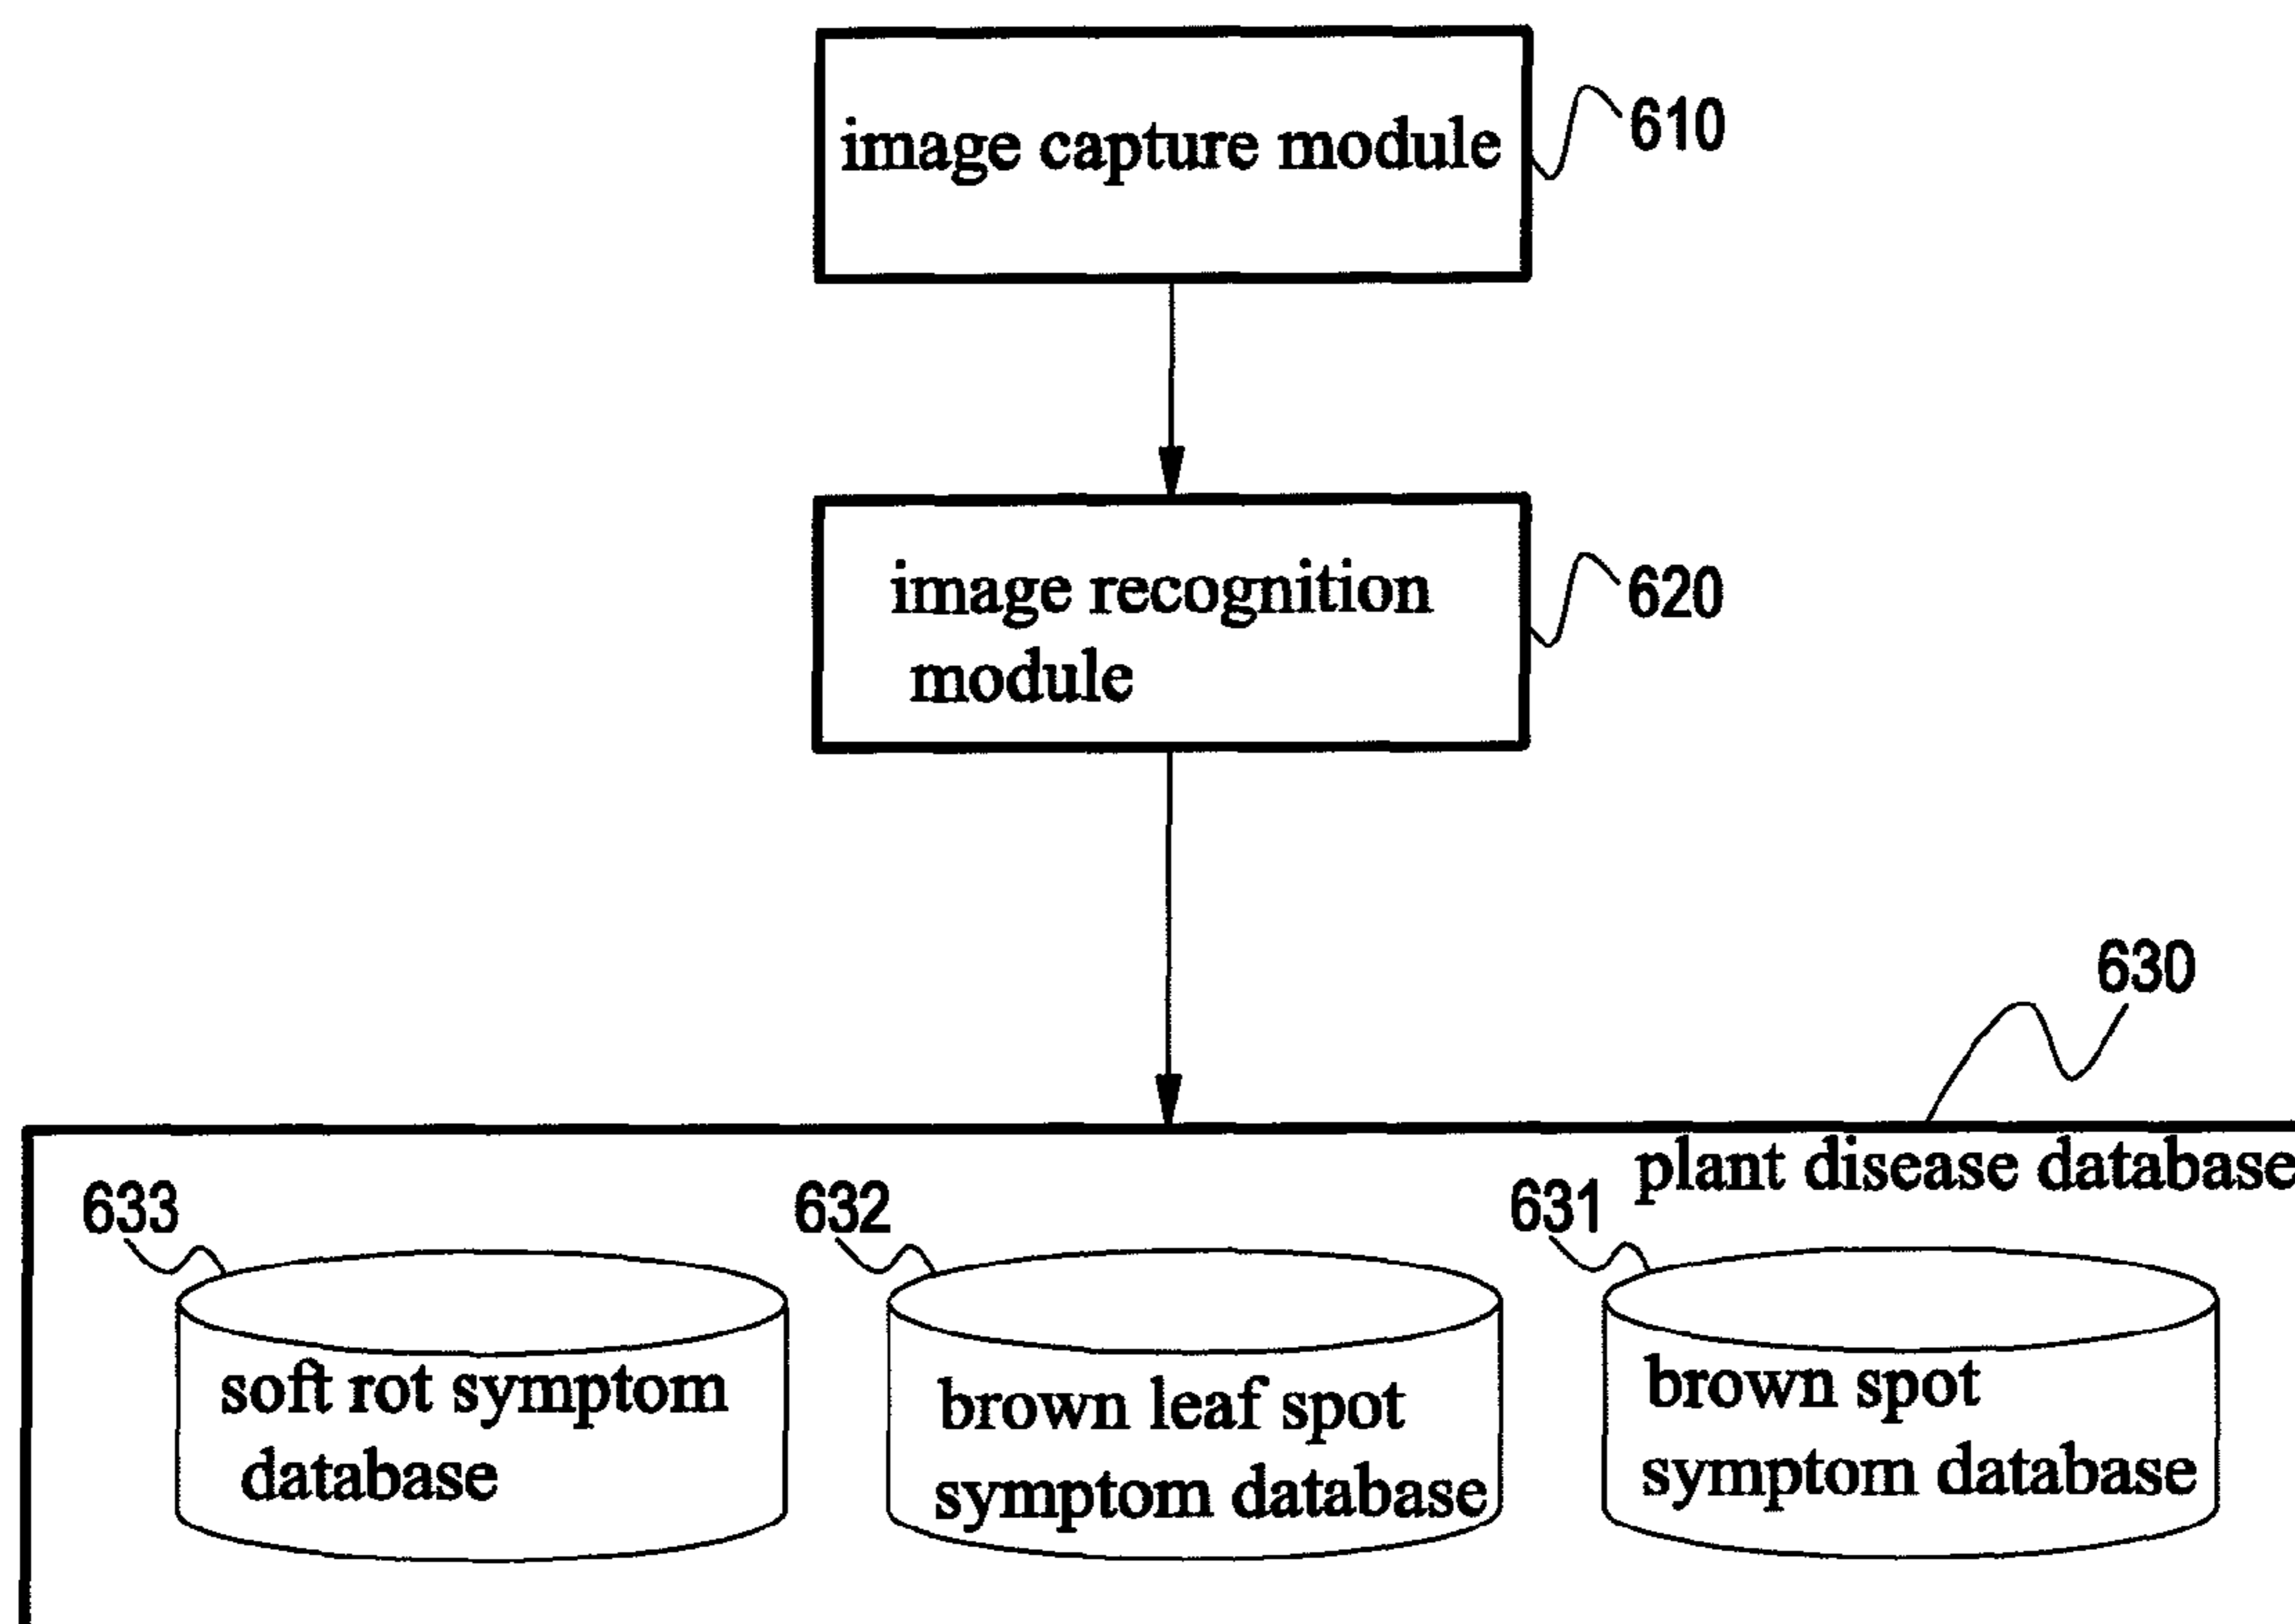 image capture module
610
image recognition
module
620
630
plant disease database
633
632
631
soft rot symptom
database
brown leaf spot
symptom database
brown spot
symptom database